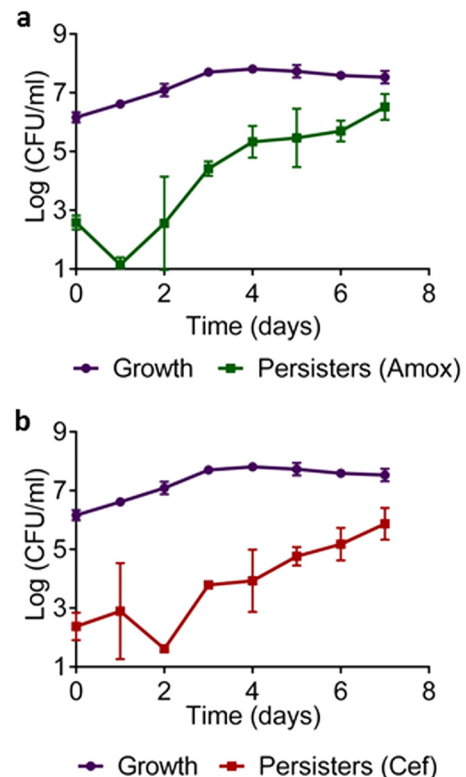 a
Log (CFU/ml)
9
7
5
3
1
0 2 4 6 8
Time (days)
Growth Persisters (Amox)
b
Log (CFU/ml)
9
7
5
3
1
0 2 4 6 8
Time (days)
Growth Persisters (Cef)